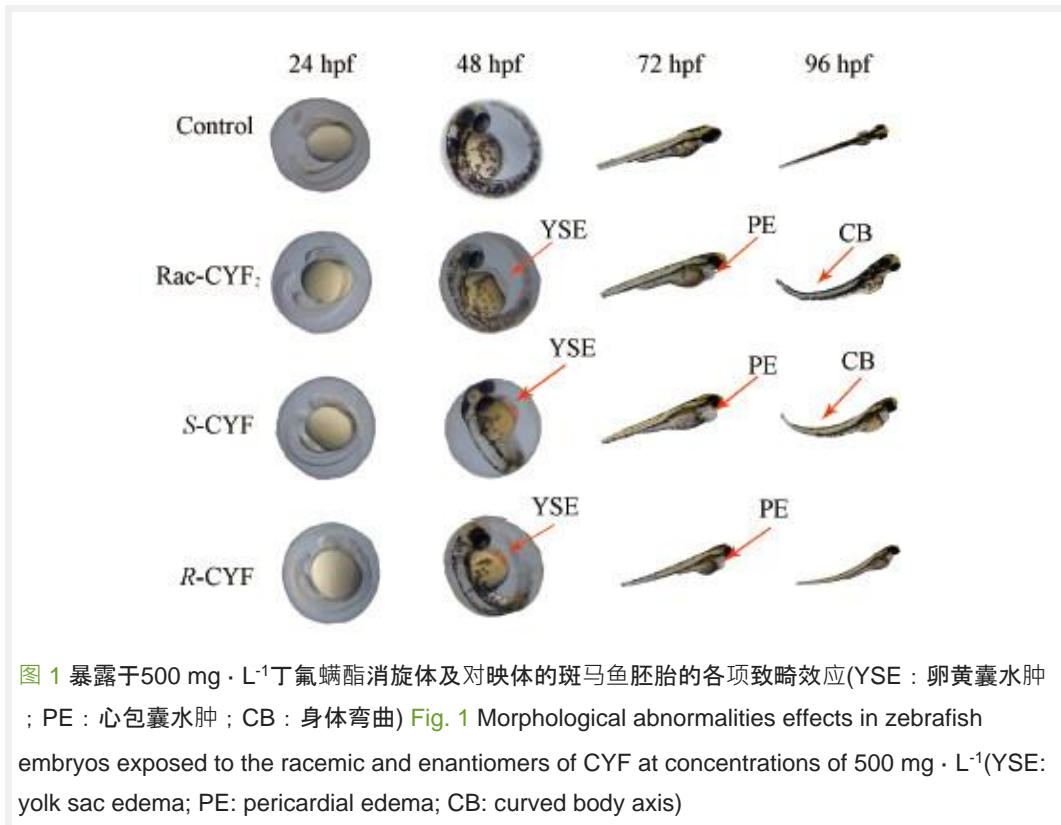 24 hpf 48 hpf 72 hpf 96 hpf
Control
YSE PE CB
Rac-CYF
YSE PE CB
S-CYF
YSE PE
R-CYF
图 1 暴露于500 mg · L-1丁氟螨酯消旋体及对映体的斑马鱼胚胎的各项致畸效应(YSE：卵黄囊水肿
；PE：心包囊水肿；CB：身体弯曲) Fig. 1 Morphological abnormalities effects in zebrafish
embryos exposed to the racemic and enantiomers of CYF at concentrations of 500 mg · L-1(YSE:
yolk sac edema; PE: pericardial edema; CB: curved body axis)